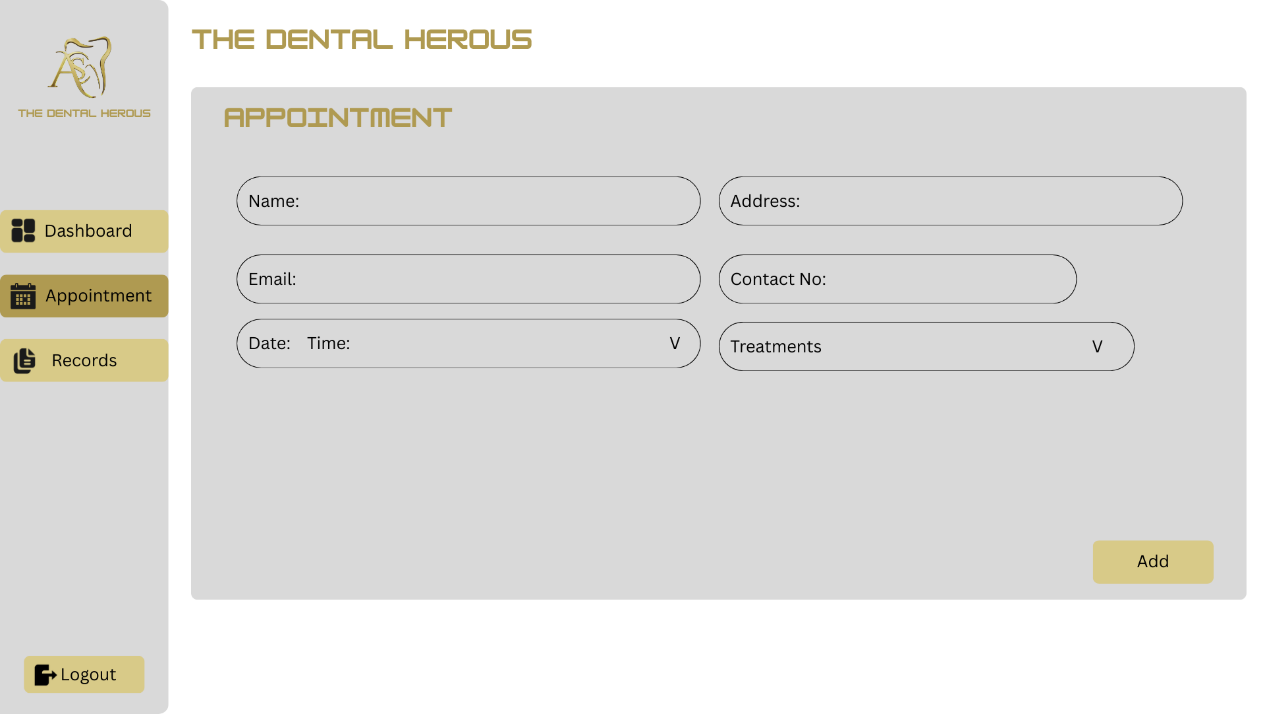 THE DENTAL HEROUS
ASC
THE DENTAL HEROUS
APPOINTMENT
Name:
Address:
Dashboard
Email:
Contact No:
Appointment
Date: Time: V
Treatments V
Records
Add
Logout